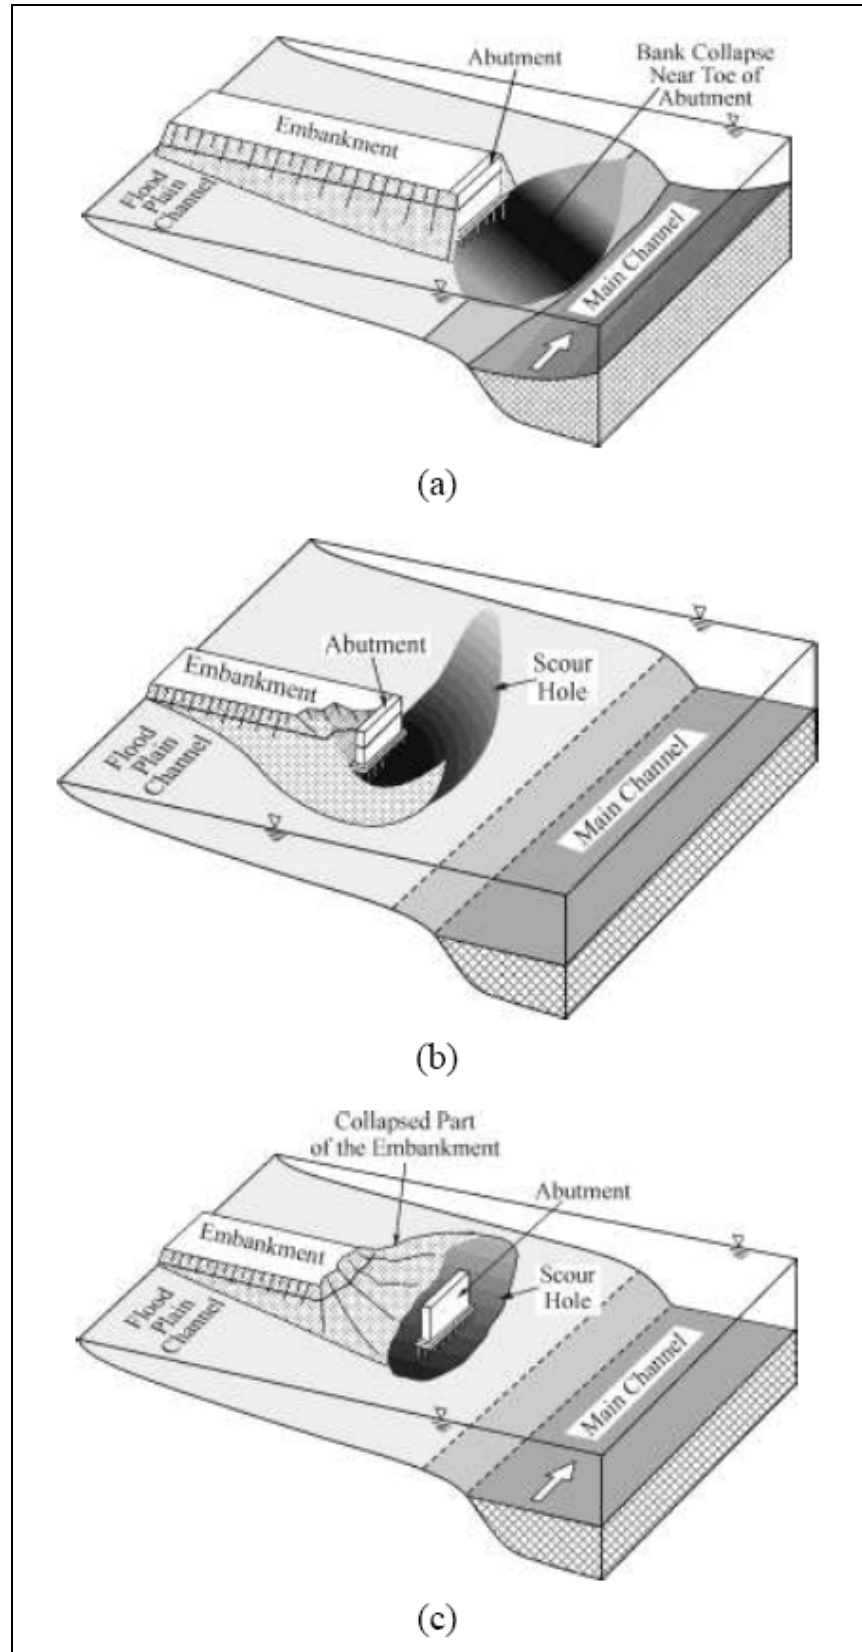 Abutment
Bank Collapse
Near Toe of
Abutment
Embankment
Flood
Plain
Channel
Main Channel
(a)
Abutment
Embankment
Scour
Hole
Flood
Plain
Channel
Main Channel
(b)
Collapsed Part
of the Embankment
Abutment
Embankment
Scour
Hole
Flood
Plain
Channel
Main Channel
(c)